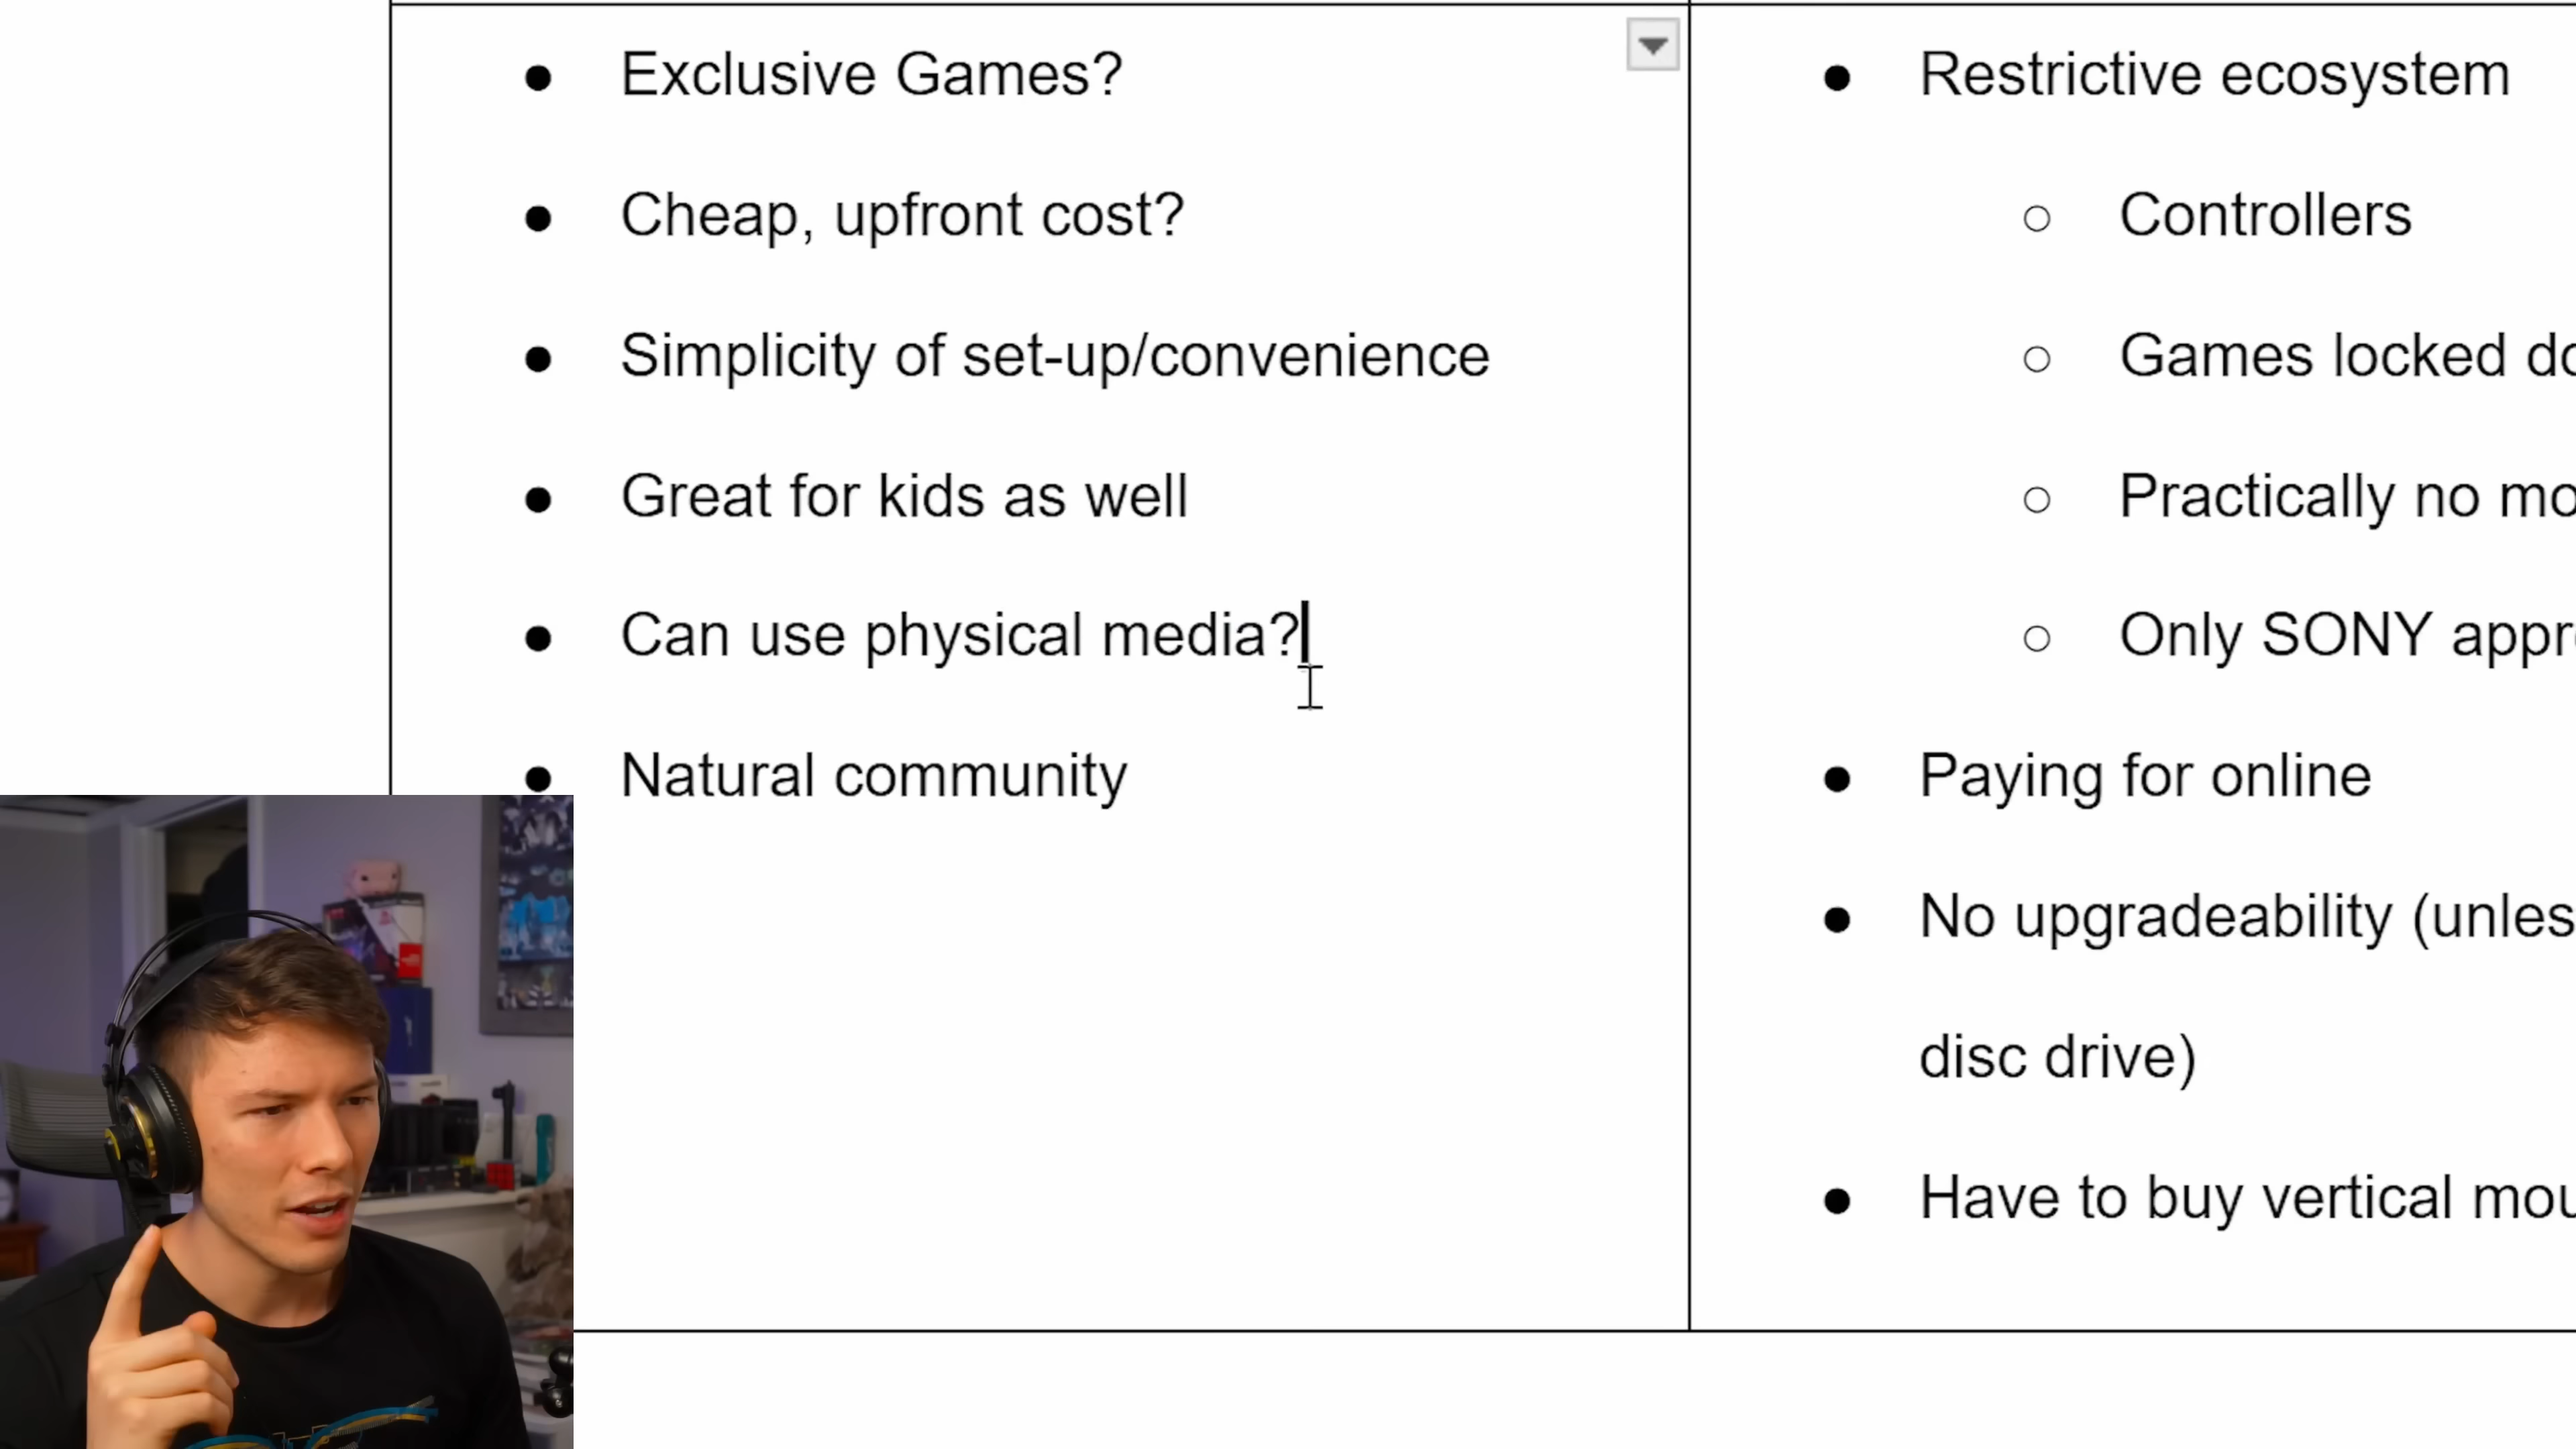 Exclusive Games?
Cheap, upfront cost?
Simplicity of set-up/convenience
Great for kids as well
Can use physical media?
Natural community
Restrictive ecosystem
Controllers
Games locked
Practically no
Only SONY
Paying for online
No upgradeability
disc drive)
Have to buy vertical